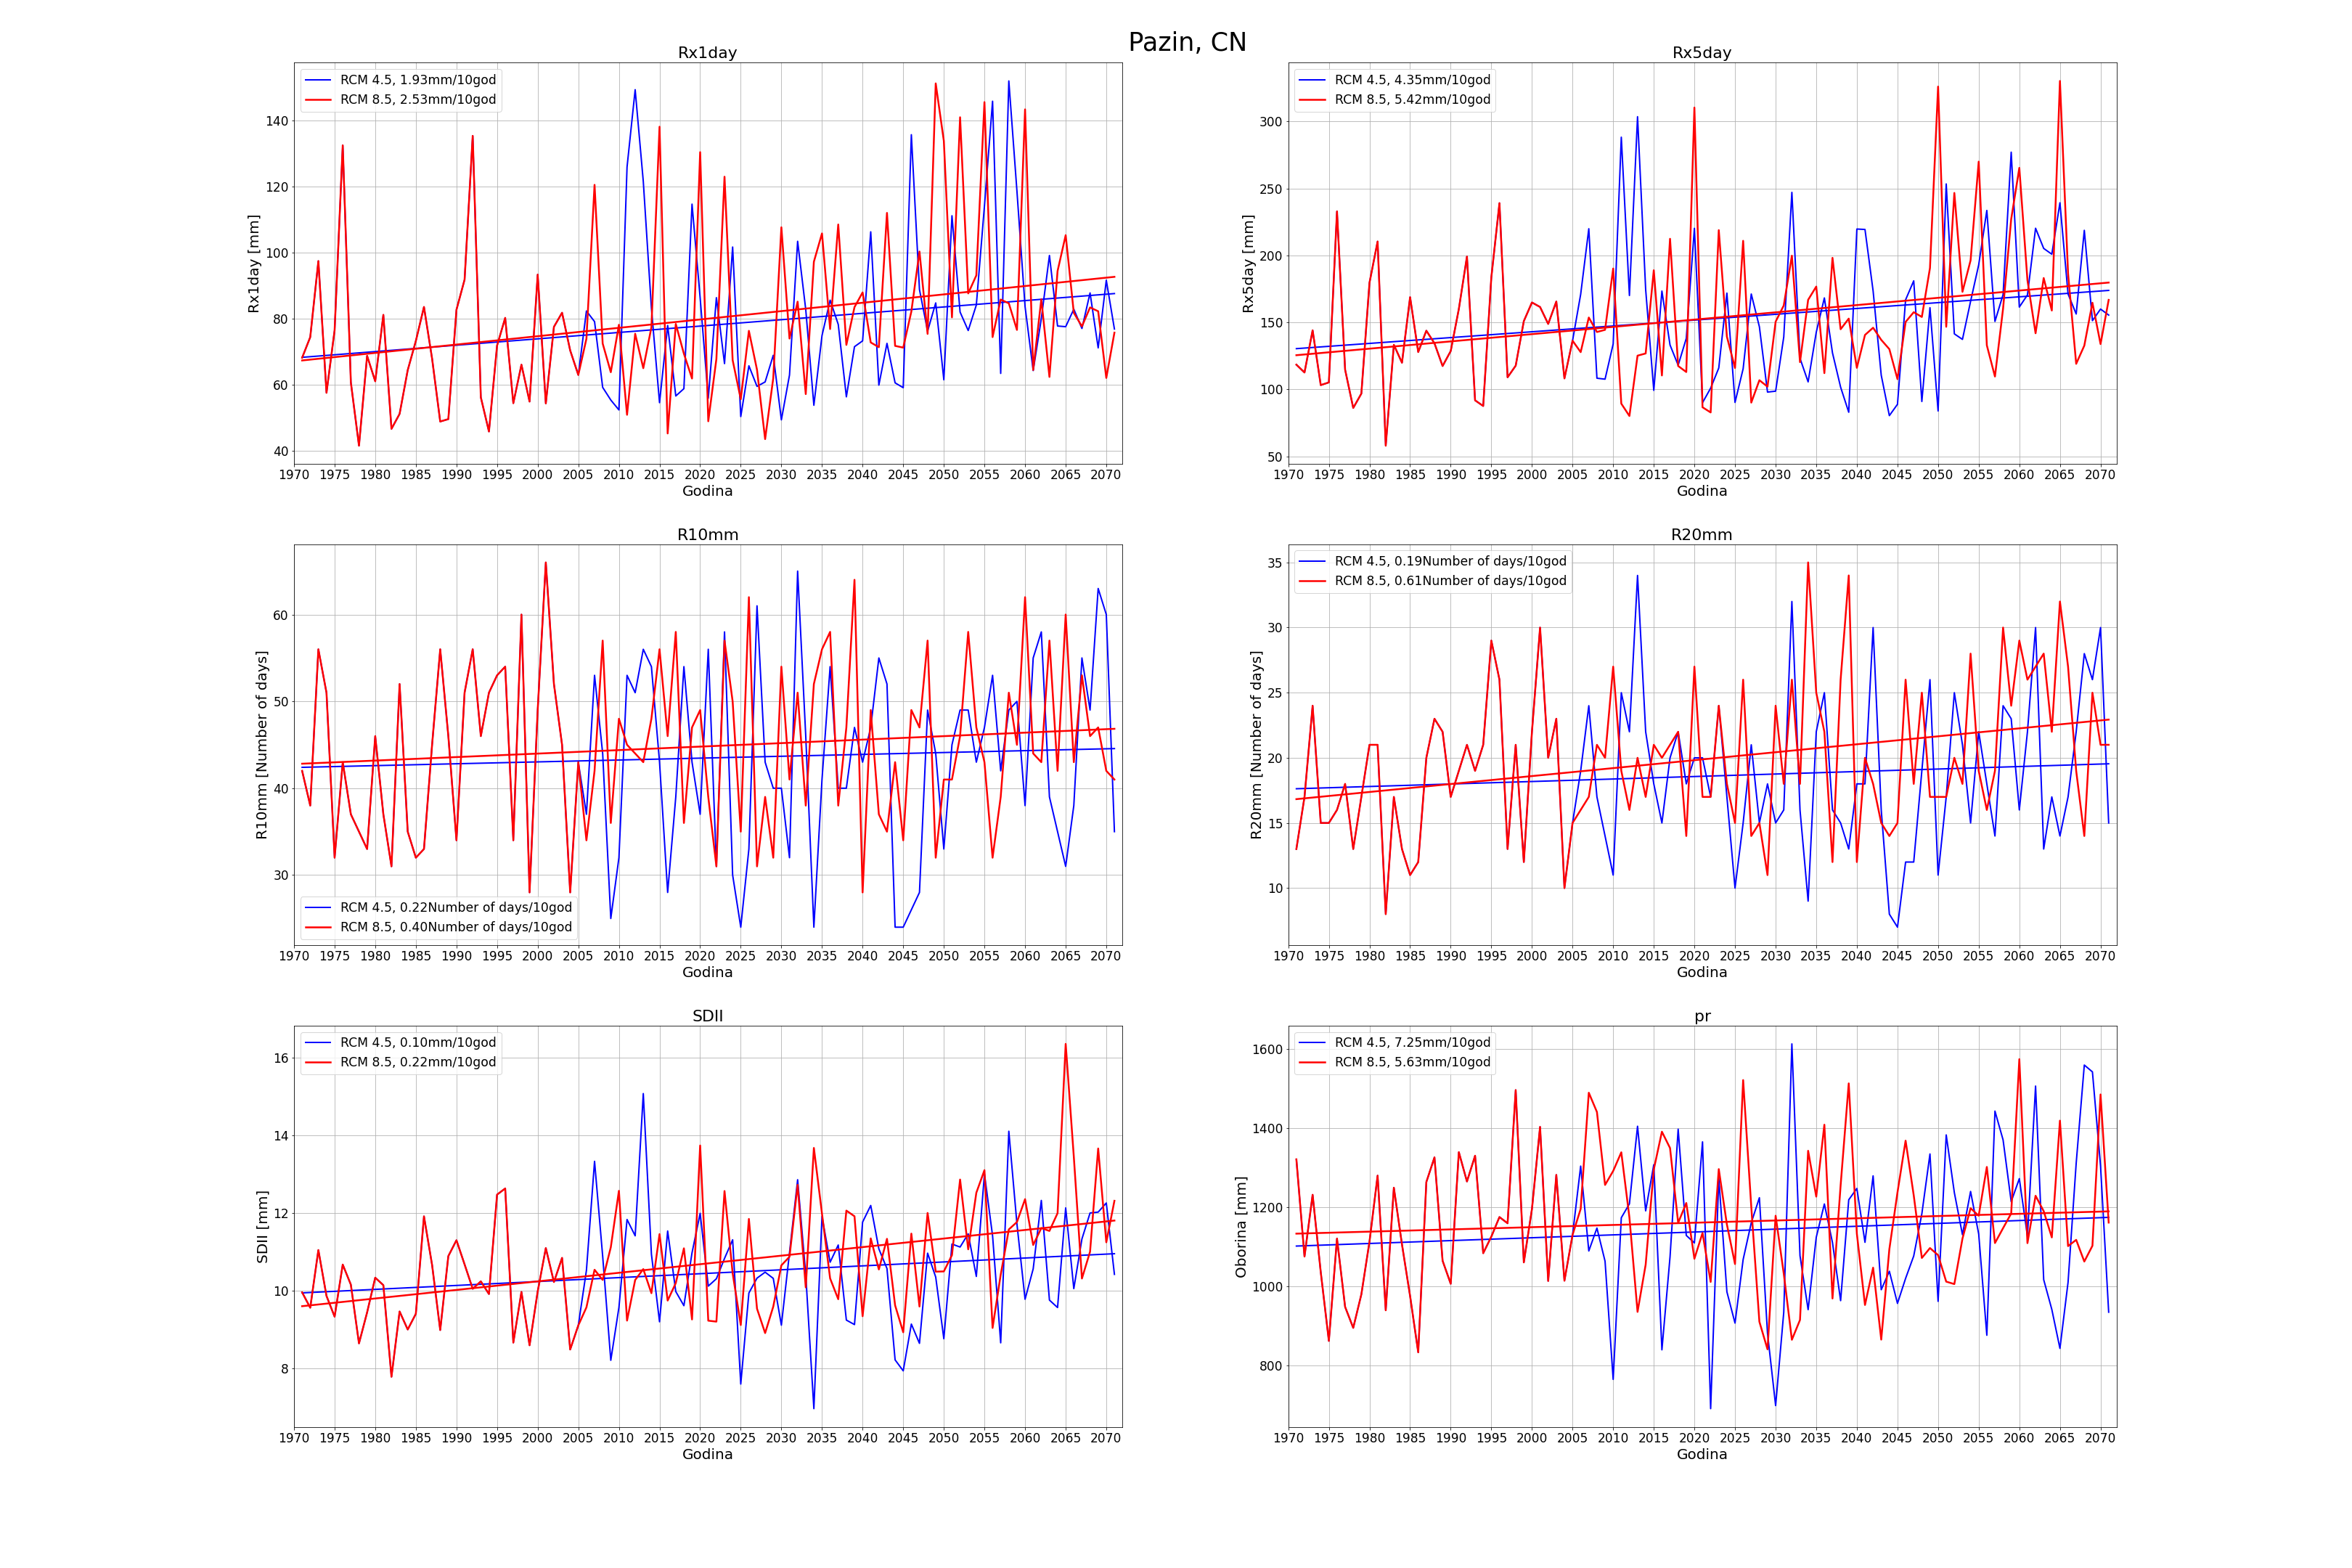 Pazin, CN
Rx1day
RCM 4.5, 1.93mm/10god
RCM 8.5, 2.53mm/10god
Rx1day [mm]
140
120
100
80
60
40
1970 1975 1980 1985 1990 1995 2000 2005 2010 2015 2020 2025 2030 2035 2040 2045 2050 2055 2060 2065 2070
Godina
Rx5day
RCM 4.5, 4.35mm/10god
RCM 8.5, 5.42mm/10god
Rx5day [mm]
300
250
200
150
100
50
1970 1975 1980 1985 1990 1995 2000 2005 2010 2015 2020 2025 2030 2035 2040 2045 2050 2055 2060 2065 2070
Godina
R10mm
R10mm [Number of days]
60
50
40
30
RCM 4.5, 0.22Number of days/10god
RCM 8.5, 0.40Number of days/10god
1970 1975 1980 1985 1990 1995 2000 2005 2010 2015 2020 2025 2030 2035 2040 2045 2050 2055 2060 2065 2070
Godina
R20mm
RCM 4.5, 0.19Number of days/10god
RCM 8.5, 0.61Number of days/10god
R20mm [Number of days]
35
30
25
20
15
10
1970 1975 1980 1985 1990 1995 2000 2005 2010 2015 2020 2025 2030 2035 2040 2045 2050 2055 2060 2065 2070
Godina
SDII
RCM 4.5, 0.10mm/10god
RCM 8.5, 0.22mm/10god
SDII [mm]
16
14
12
10
8
1970 1975 1980 1985 1990 1995 2000 2005 2010 2015 2020 2025 2030 2035 2040 2045 2050 2055 2060 2065 2070
Godina
pr
RCM 4.5, 7.25mm/10god
RCM 8.5, 5.63mm/10god
Oborina [mm]
1600
1400
1200
1000
800
1970 1975 1980 1985 1990 1995 2000 2005 2010 2015 2020 2025 2030 2035 2040 2045 2050 2055 2060 2065 2070
Godina